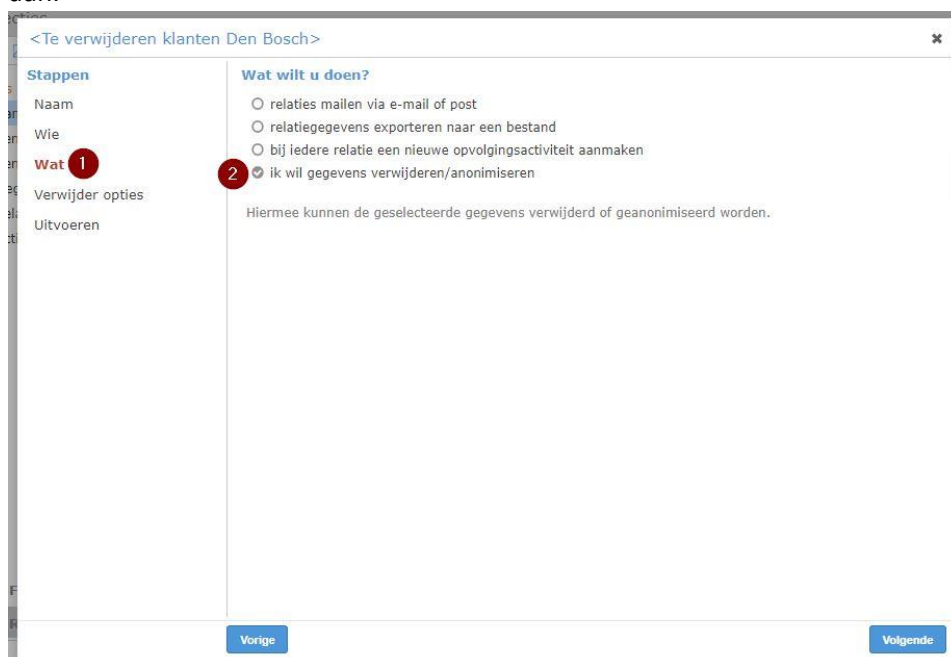 <Te verwijderen klanten Den Bosch>
Stappen
Naam
Wie
Wat 1
Verwijder opties
Uitvoeren
Wat wilt u doen?
relaties mailen via e-mail of post
relatiegegevens exporteren naar een bestand
bij iedere relatie een nieuwe opvolgingsactiviteit aanmaken
2 ik wil gegevens verwijderen/anonimiseren
Hiermee kunnen de geselecteerde gegevens verwijderd of geanonimiseerd worden.
Vorige
Volgende